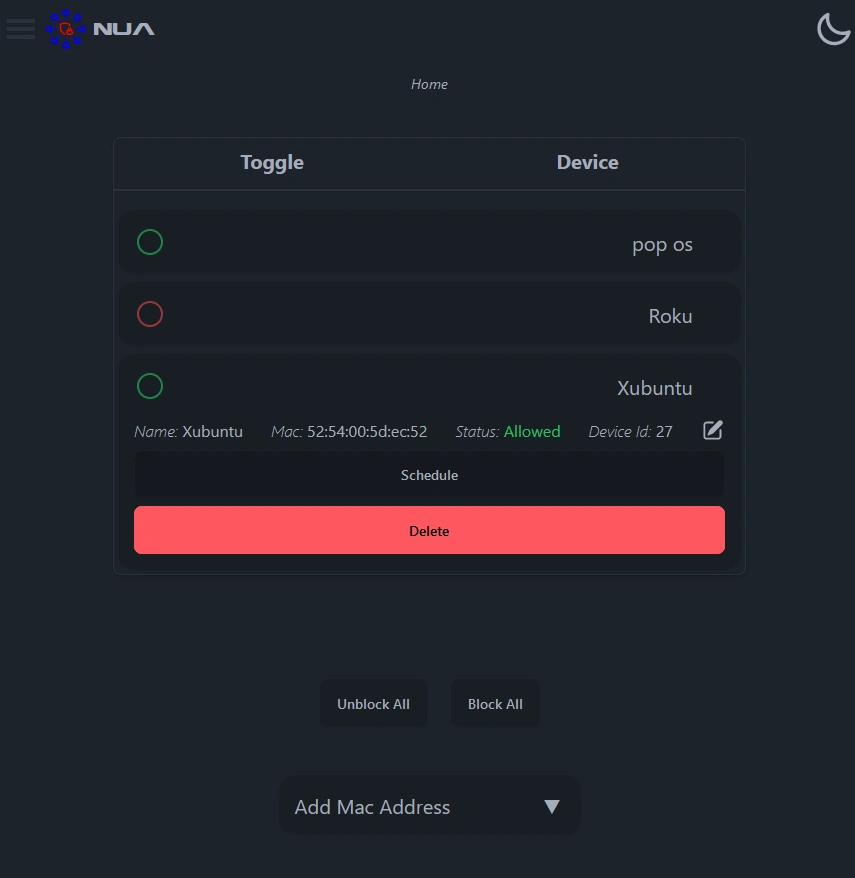 NUA
Home
Toggle Device
pop os
Roku
Xubuntu
Name: Xubuntu Mac: 52:54:00:5d:ec:52 Status: Allowed Device Id: 27
Schedule
Delete
Unblock All Block All
Add Mac Address ▼